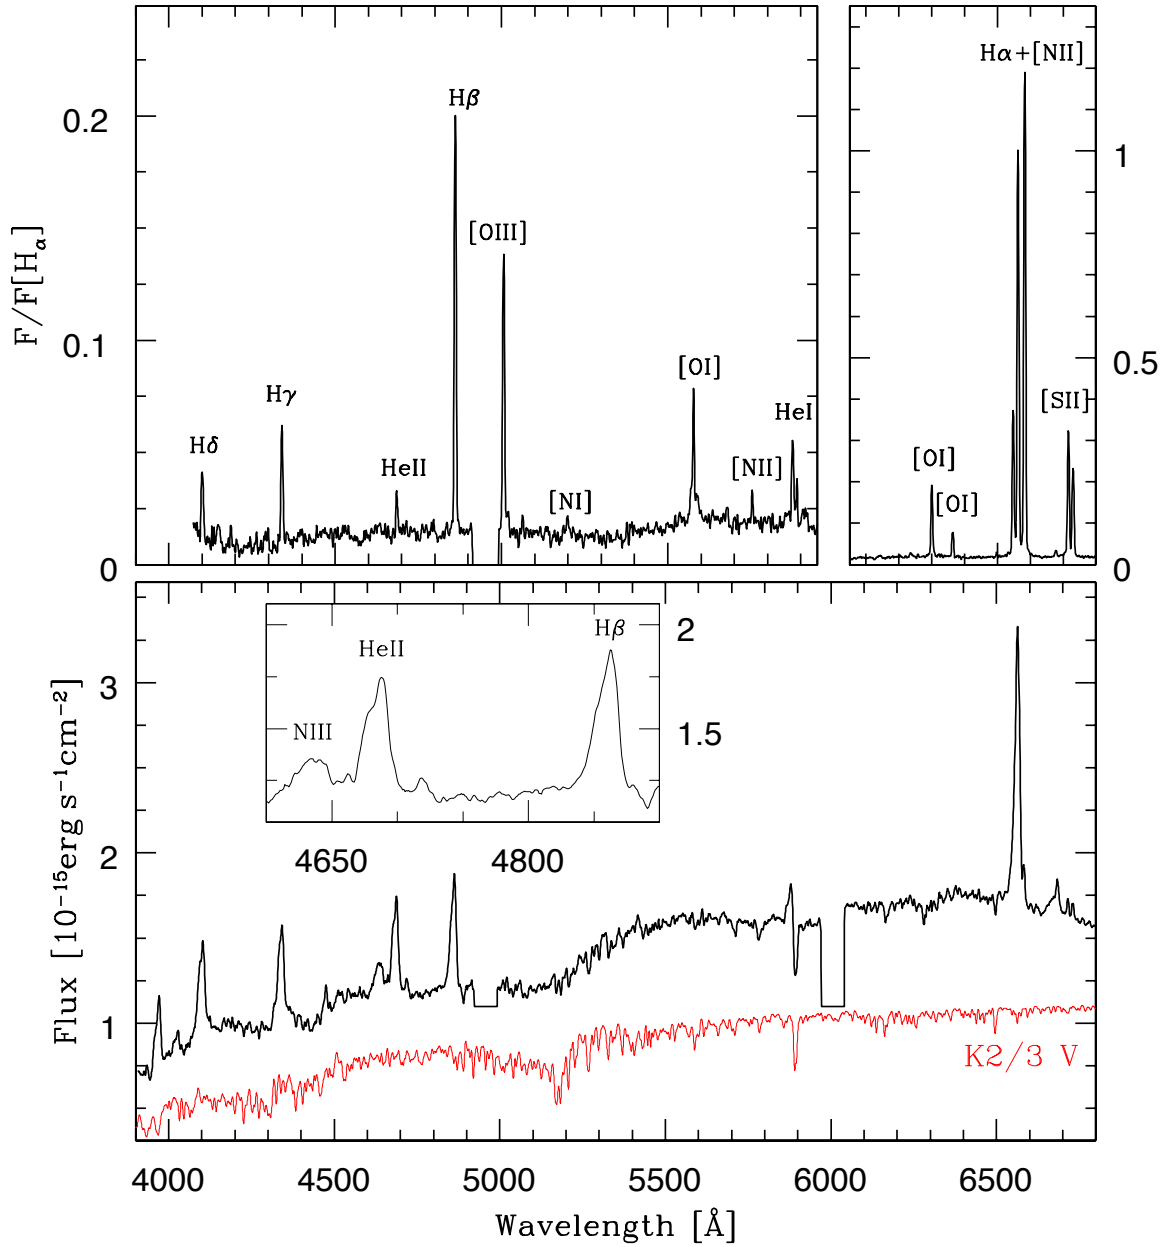 Hα+[NII]
Hβ
0.2
[OIII]
1
F/F[Hα]
[OI]
0.1
Hγ
HeI
0.5
[SII]
Hδ
HeII
[NII]
[OI]
[NI]
[OI]
0
0
Hβ
2
HeII
3
NIII
1.5
4650
4800
2
Flux [10⁻¹⁵erg s⁻¹cm⁻²]
1
K2/3 V
4000
4500
5000
5500
6000
6500
Wavelength [Å]